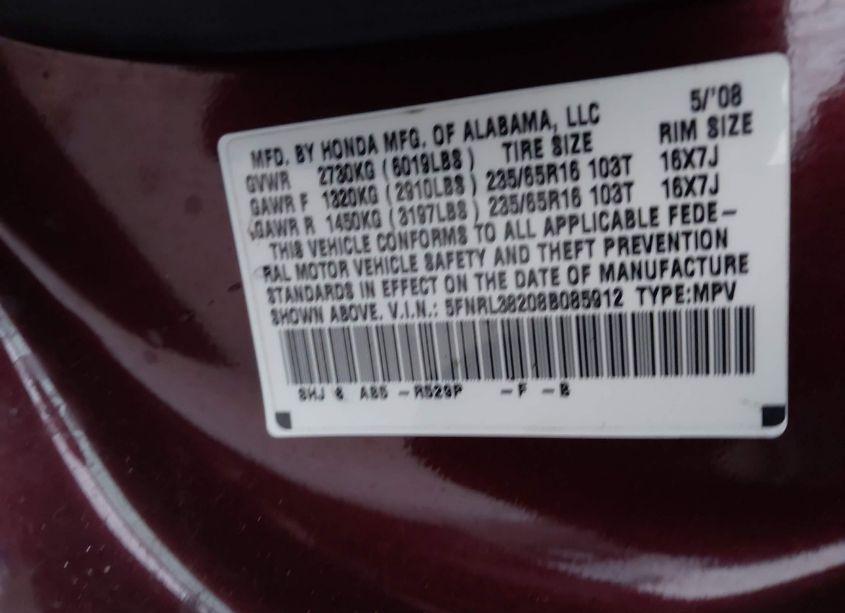 5/'08
MFD. BY HONDA MFG. OF ALABAMA, LLC
TIRE SIZE RIM SIZE
GVWR 2730KG (6019LBS)
GAWR F 1320KG (2910LBS) 235/65R16 103T 16X7J
GAWR R 1450KG (3197LBS) 235/65R16 103T 16X7J
THIS VEHICLE CONFORMS TO ALL APPLICABLE FEDE-
RAL MOTOR VEHICLE SAFETY AND THEFT PREVENTION
STANDARDS IN EFFECT ON THE DATE OF MANUFACTURE
SHOWN ABOVE. V.I.N.: 5FNRL38208B085912 TYPE:MPV
SHJ 8 AB5 -R529P -F -B